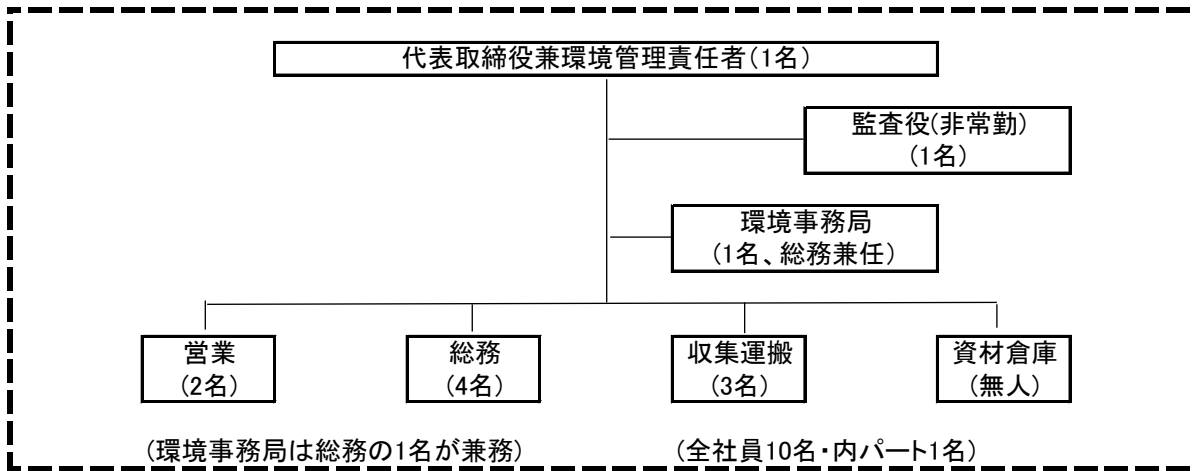 代表取締役兼環境管理責任者(1名)
監査役(非常勤)
(1名)
環境事務局
(1名、総務兼任)
営業
(2名)
総務
(4名)
収集運搬
(3名)
資材倉庫
(無人)
(環境事務局は総務の1名が兼務)
(全社員10名・内パート1名)